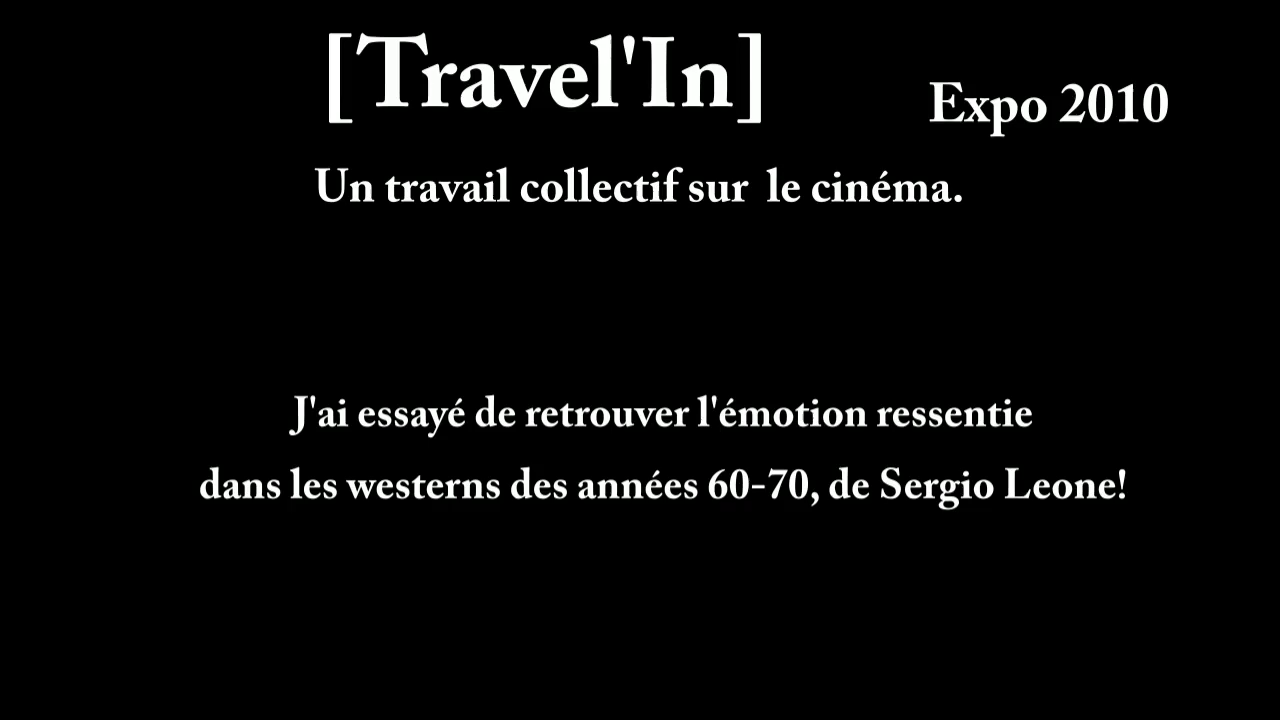 [Travel'In]
Expo 2010
Un travail collectif sur le cinéma.
J'ai essayé de retrouver l'émotion ressentie
dans les westerns des années 60-70, de Sergio Leone!